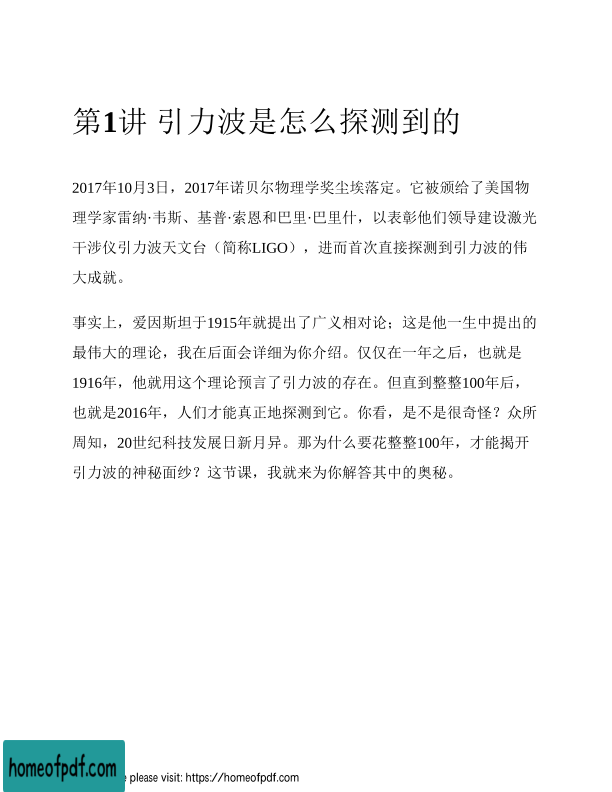 第1讲 引力波是怎么探测到的
2017年10月3日，2017年诺贝尔物理学奖尘埃落定。它被颁给了美国物
理学家雷纳·韦斯、基普·索恩和巴里·巴里什，以表彰他们领导建设激光
干涉仪引力波天文台（简称LIGO），进而首次直接探测到引力波的伟
大成就。
事实上，爱因斯坦于1915年就提出了广义相对论；这是他一生中提出的
最伟大的理论，我在后面会详细为你介绍。仅仅在一年之后，也就是
1916年，他就用这个理论预言了引力波的存在。但直到整整100年后，
也就是2016年，人们才能真正地探测到它。你看，是不是很奇怪？众所
周知，20世纪科技发展日新月异。那为什么要花整整100年，才能揭开
引力波的神秘面纱？这节课，我就来为你解答其中的奥秘。
homeofpdf.com
please visit: https://homeofpdf.com